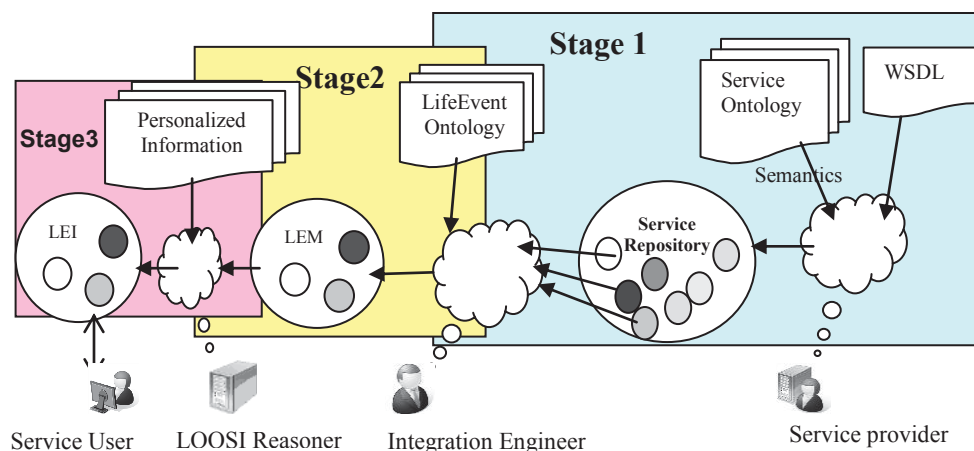 Stage 1
Stage2
Stage3
Personalized
Information
LifeEvent
Ontology
Service
Ontology
WSDL
Semantics
LEI
LEM
Service
Repository
Service User
LOOSI Reasoner
Integration Engineer
Service provider